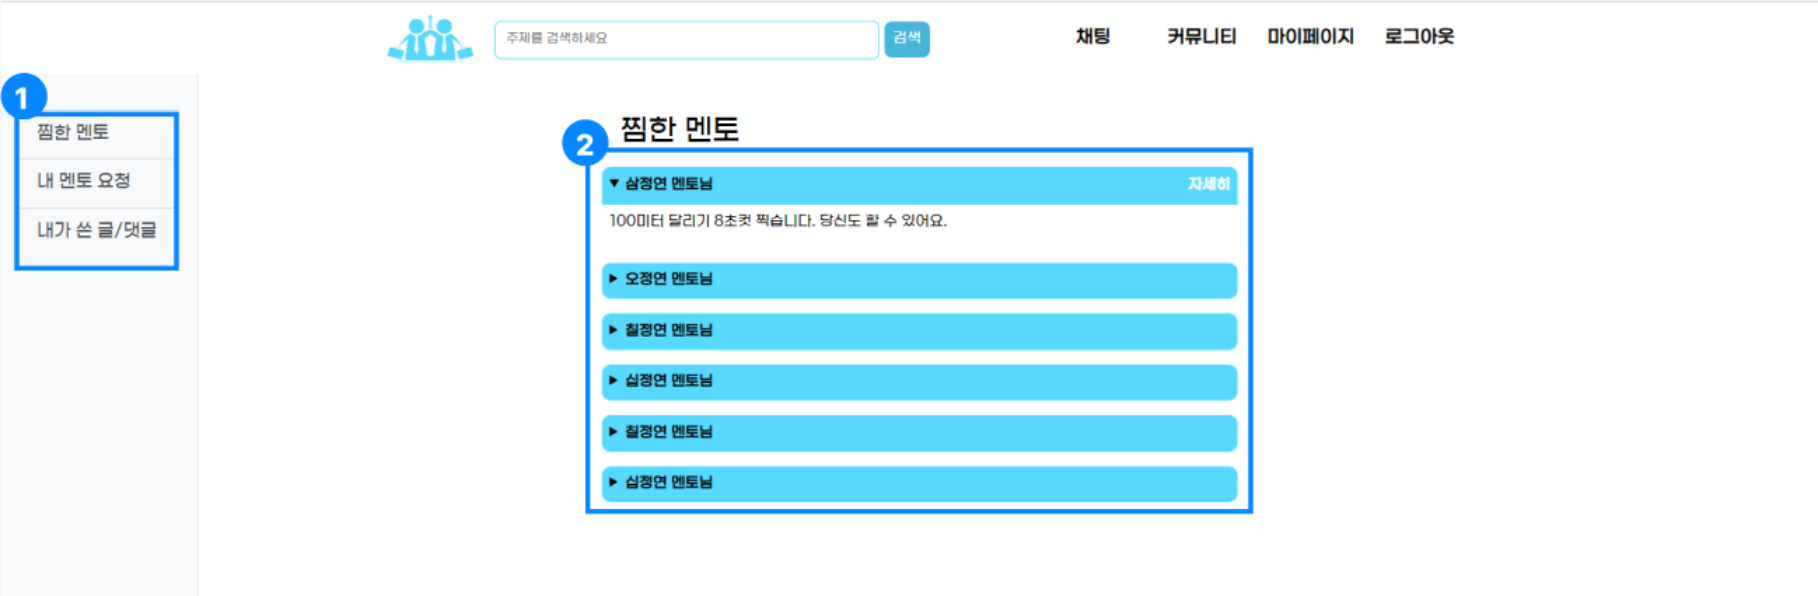 주제를 검색하세요 검색 채팅 커뮤니티 마이페이지 로그아웃
1
찜한 멘토
내 멘토 요청
내가 쓴 글/댓글
찜한 멘토
2
▼ 삼정연 멘토님 자세히
100미터 달리기 8초컷 찍습니다. 당신도 할 수 있어요.
▶ 오정연 멘토님
▶ 칠정연 멘토님
▶ 십정연 멘토님
▶ 칠정연 멘토님
▶ 십정연 멘토님